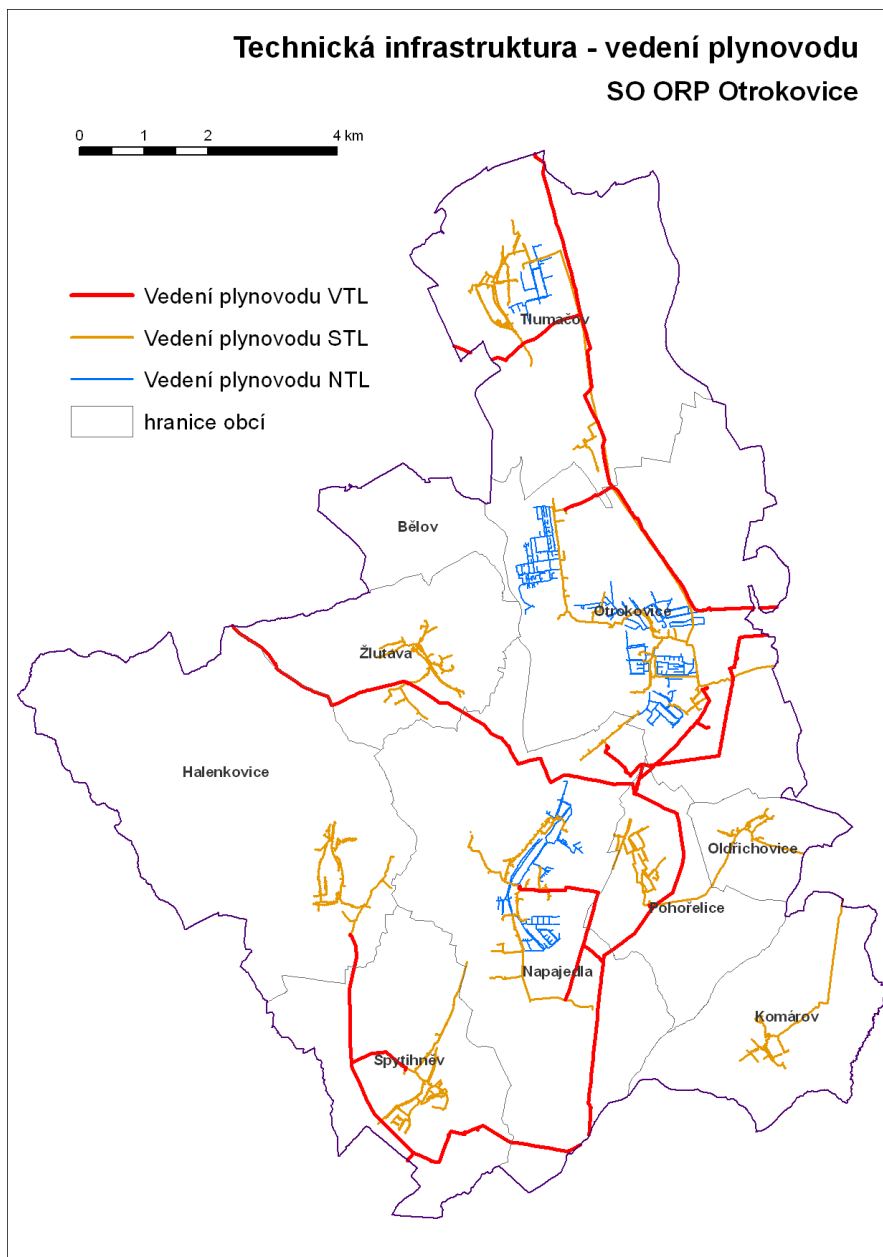 Technická infrastruktura - vedení plynovodu
SO ORP Otrokovice
0 1 2 4 km
Vedení plynovodu VTL
Vedení plynovodu STL
Vedení plynovodu NTL
hranice obcí
Tlumačov
Bělov
Otrokovice
Žlutava
Halenkovice
Oldřichovice
Pohořelice
Napajedla
Komárov
Spytihněv